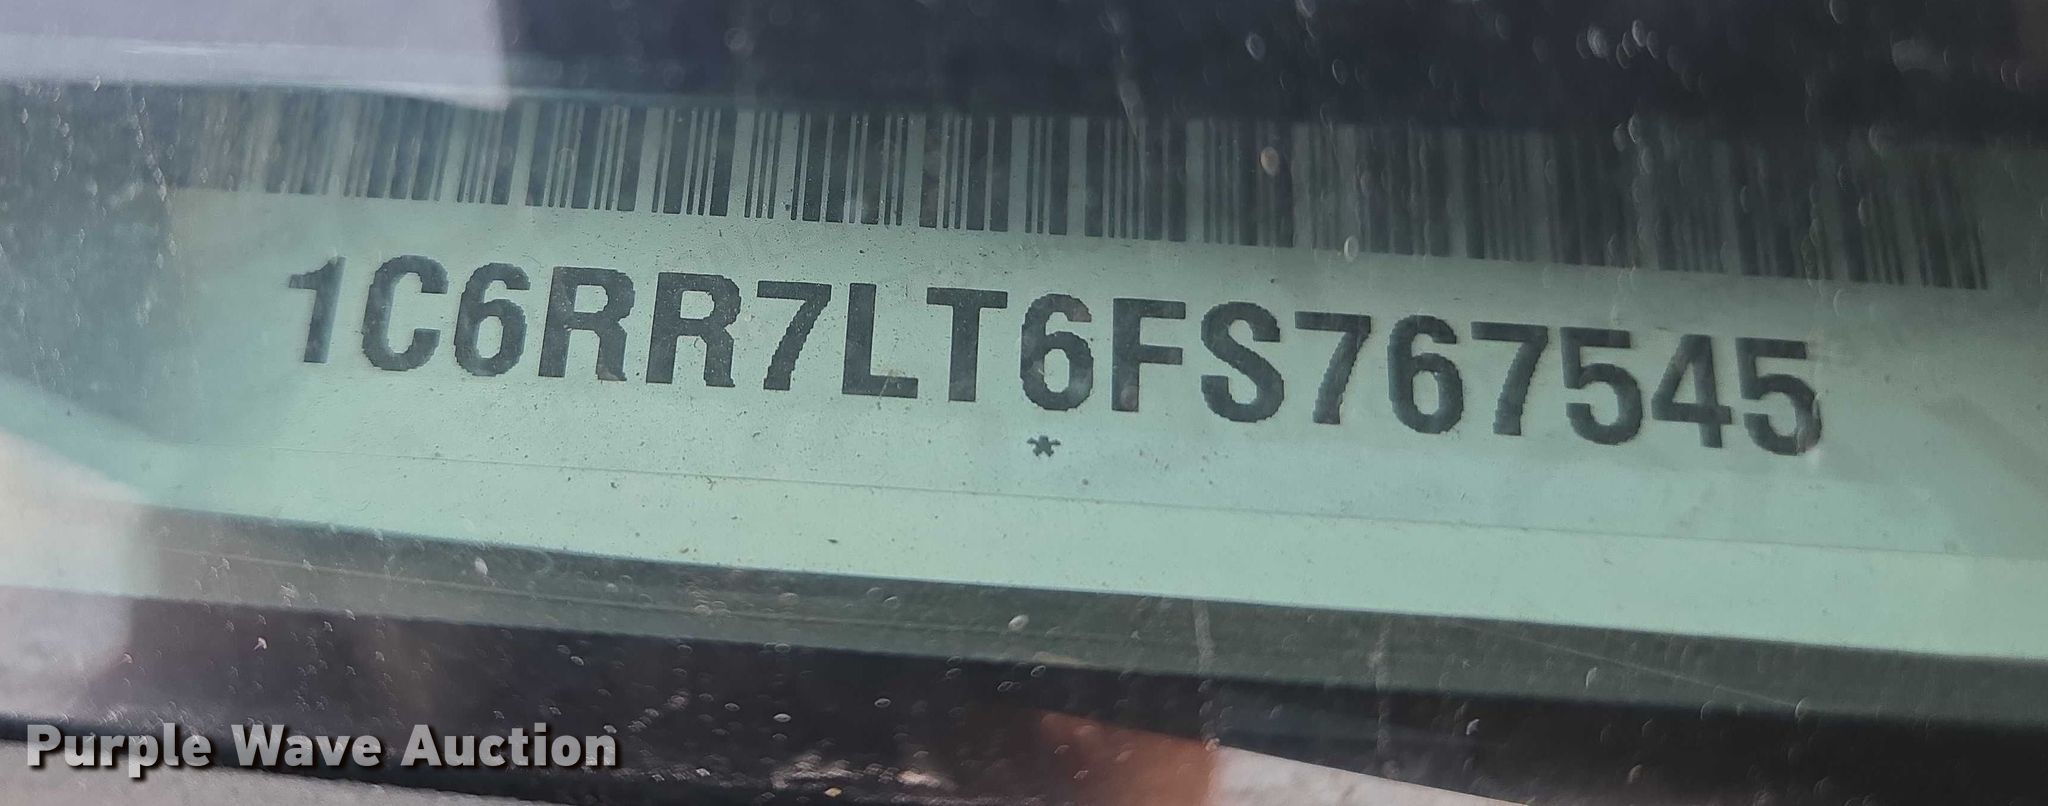 1C6RR7LT6FS767545
*
Purple Wave Auction